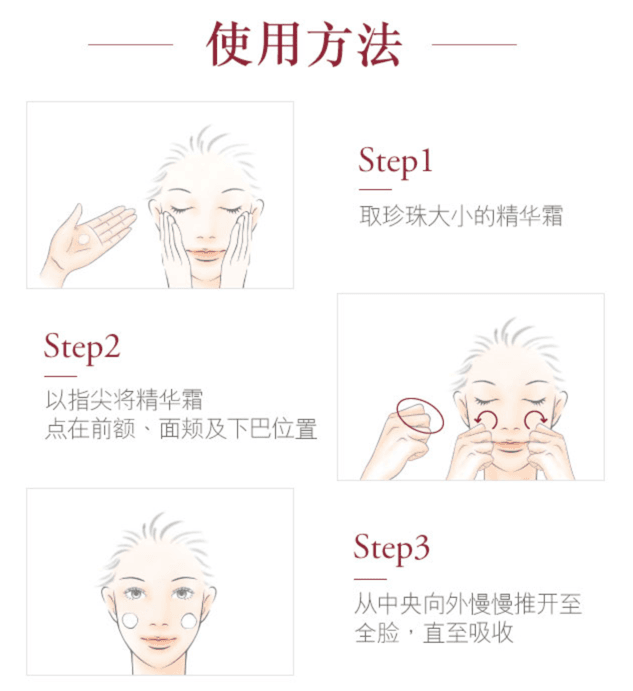 使用方法
Step1
取珍珠大小的精华霜
Step2
以指尖将精华霜
点在前额、面颊及下巴位置
Step3
从中央向外慢慢推开至
全脸，直至吸收